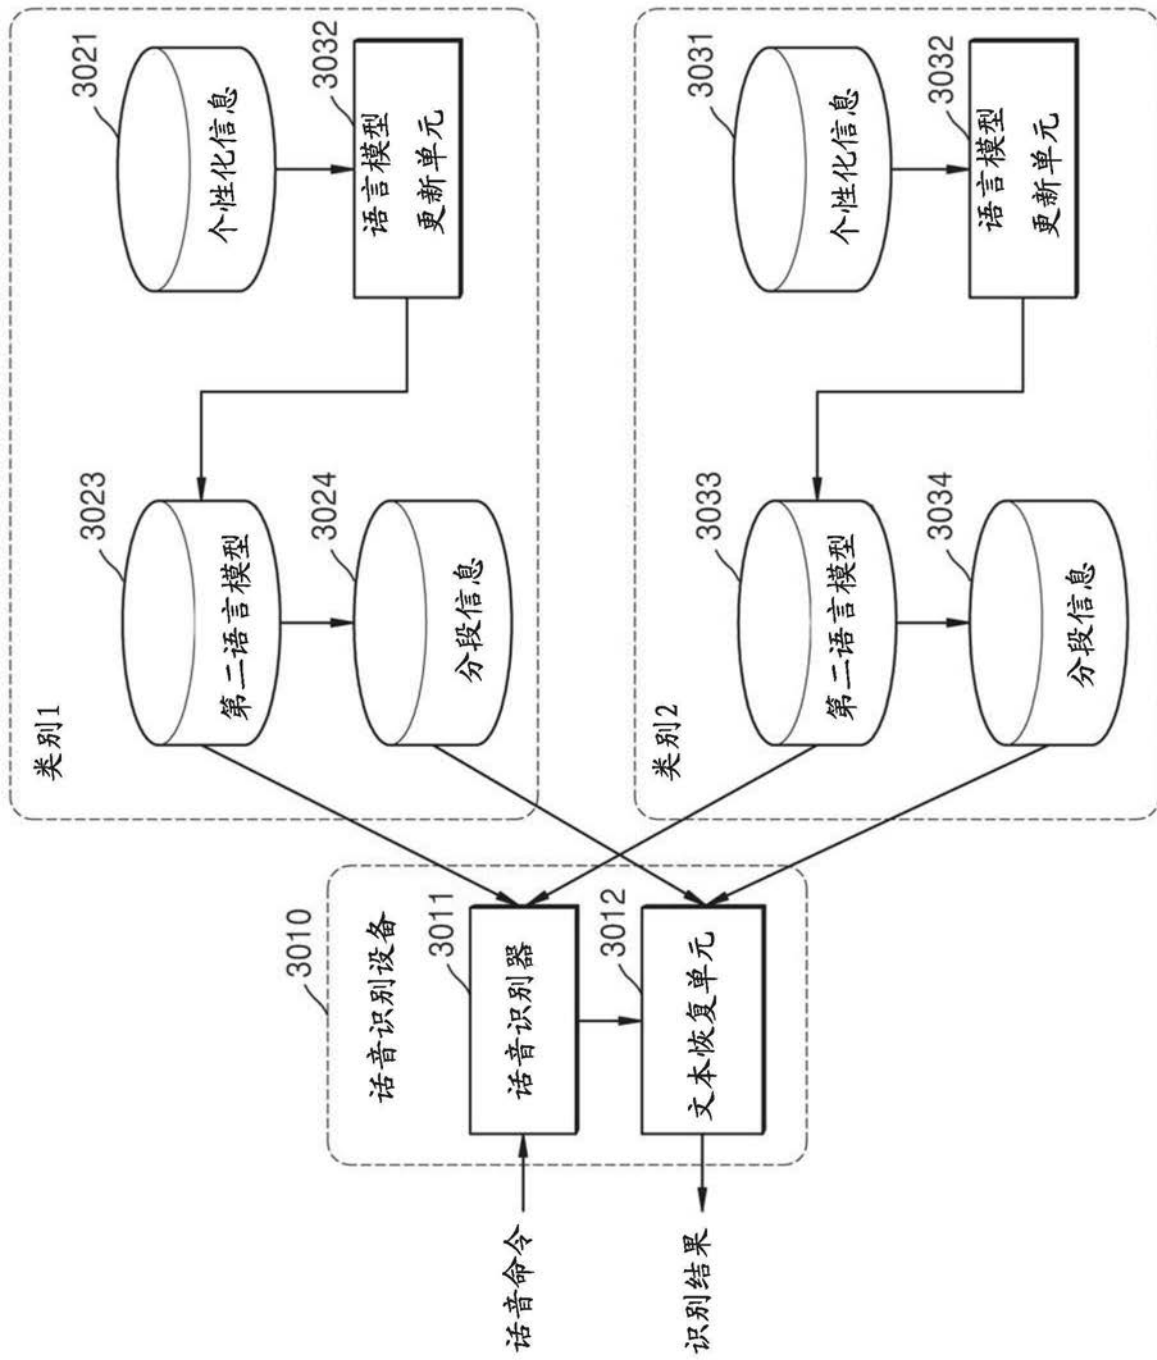 类别1
3023
3021
第二语言模型
个性化信息
3010
话音识别设备
3024
3032
分段信息
语言模型
更新单元
3011
话音命令
话音识别器
3012
识别结果
文本恢复单元
类别2
3033
3031
第二语言模型
个性化信息
3034
3032
分段信息
语言模型
更新单元